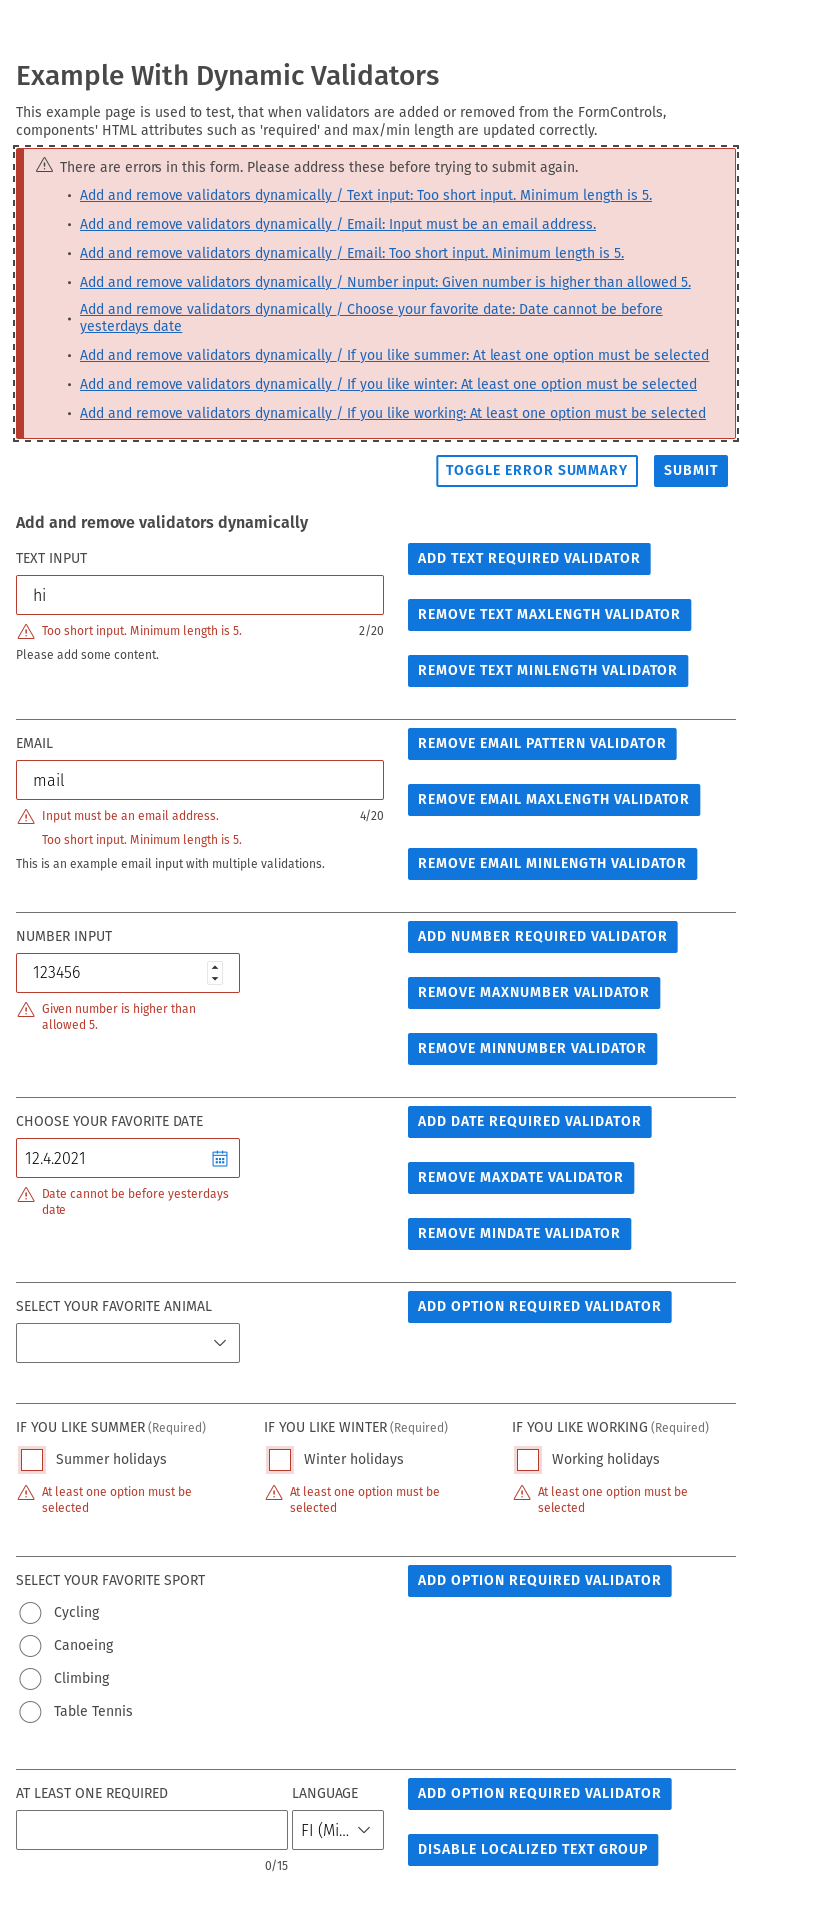 Example With Dynamic Validators
This example page is used to test, that when validators are added or removed from the FormControls,
components' HTML attributes such as 'required' and max/min length are updated correctly.
There are errors in this form. Please address these before trying to submit again.
• Add and remove validators dynamically / Text input: Too short input. Minimum length is 5.
• Add and remove validators dynamically / Email: Input must be an email address.
• Add and remove validators dynamically / Email: Too short input. Minimum length is 5.
• Add and remove validators dynamically / Number input: Given number is higher than allowed 5.
• Add and remove validators dynamically / Choose your favorite date: Date cannot be before
yesterdays date
• Add and remove validators dynamically / If you like summer: At least one option must be selected
• Add and remove validators dynamically / If you like winter: At least one option must be selected
• Add and remove validators dynamically / If you like working: At least one option must be selected
TOGGLE ERROR SUMMARY SUBMIT
Add and remove validators dynamically
TEXT INPUT
hi
Too short input. Minimum length is 5. 2/20
Please add some content.
ADD TEXT REQUIRED VALIDATOR
REMOVE TEXT MAXLENGTH VALIDATOR
REMOVE TEXT MINLENGTH VALIDATOR
EMAIL
mail
Input must be an email address. 4/20
Too short input. Minimum length is 5.
This is an example email input with multiple validations.
REMOVE EMAIL PATTERN VALIDATOR
REMOVE EMAIL MAXLENGTH VALIDATOR
REMOVE EMAIL MINLENGTH VALIDATOR
NUMBER INPUT
123456
Given number is higher than
allowed 5.
ADD NUMBER REQUIRED VALIDATOR
REMOVE MAXNUMBER VALIDATOR
REMOVE MINNUMBER VALIDATOR
CHOOSE YOUR FAVORITE DATE
12.4.2021
Date cannot be before yesterdays
date
ADD DATE REQUIRED VALIDATOR
REMOVE MAXDATE VALIDATOR
REMOVE MINDATE VALIDATOR
SELECT YOUR FAVORITE ANIMAL
ADD OPTION REQUIRED VALIDATOR
IF YOU LIKE SUMMER (Required)
Summer holidays
At least one option must be
selected
IF YOU LIKE WINTER (Required)
Winter holidays
At least one option must be
selected
IF YOU LIKE WORKING (Required)
Working holidays
At least one option must be
selected
SELECT YOUR FAVORITE SPORT
Cycling
Canoeing
Climbing
Table Tennis
ADD OPTION REQUIRED VALIDATOR
AT LEAST ONE REQUIRED
0/15
LANGUAGE
FI (Mi...
ADD OPTION REQUIRED VALIDATOR
DISABLE LOCALIZED TEXT GROUP